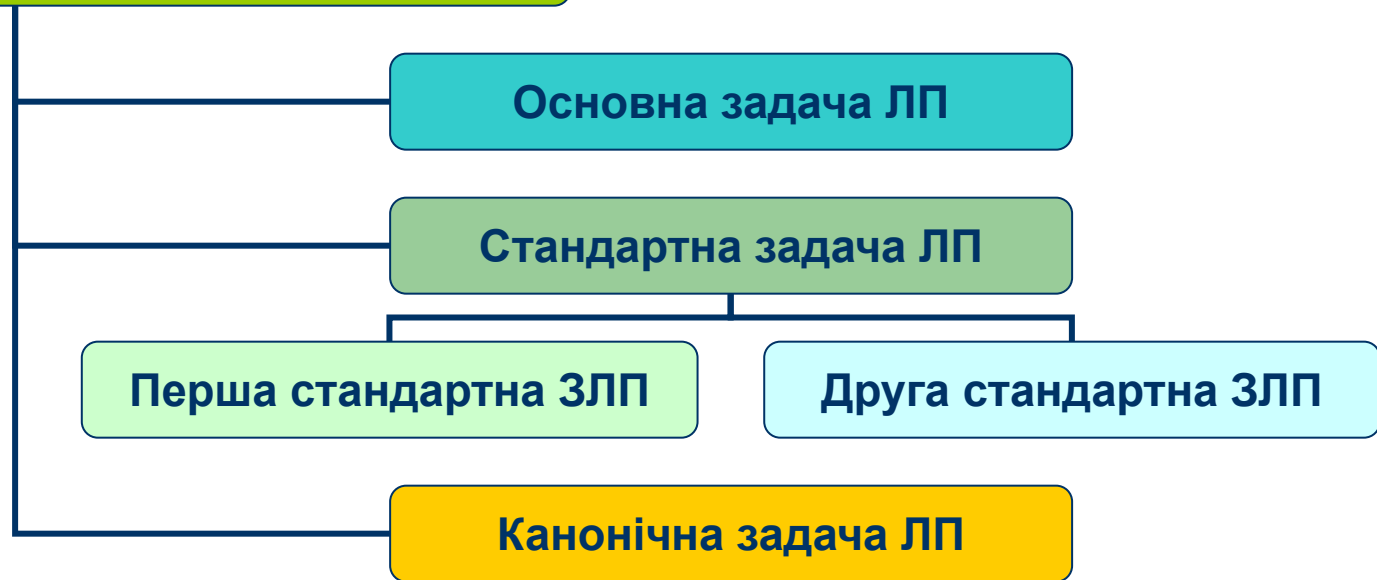 Основна задача ЛП
Стандартна задача ЛП
Перша стандартна ЗЛП
Друга стандартна ЗЛП
Канонічна задача ЛП